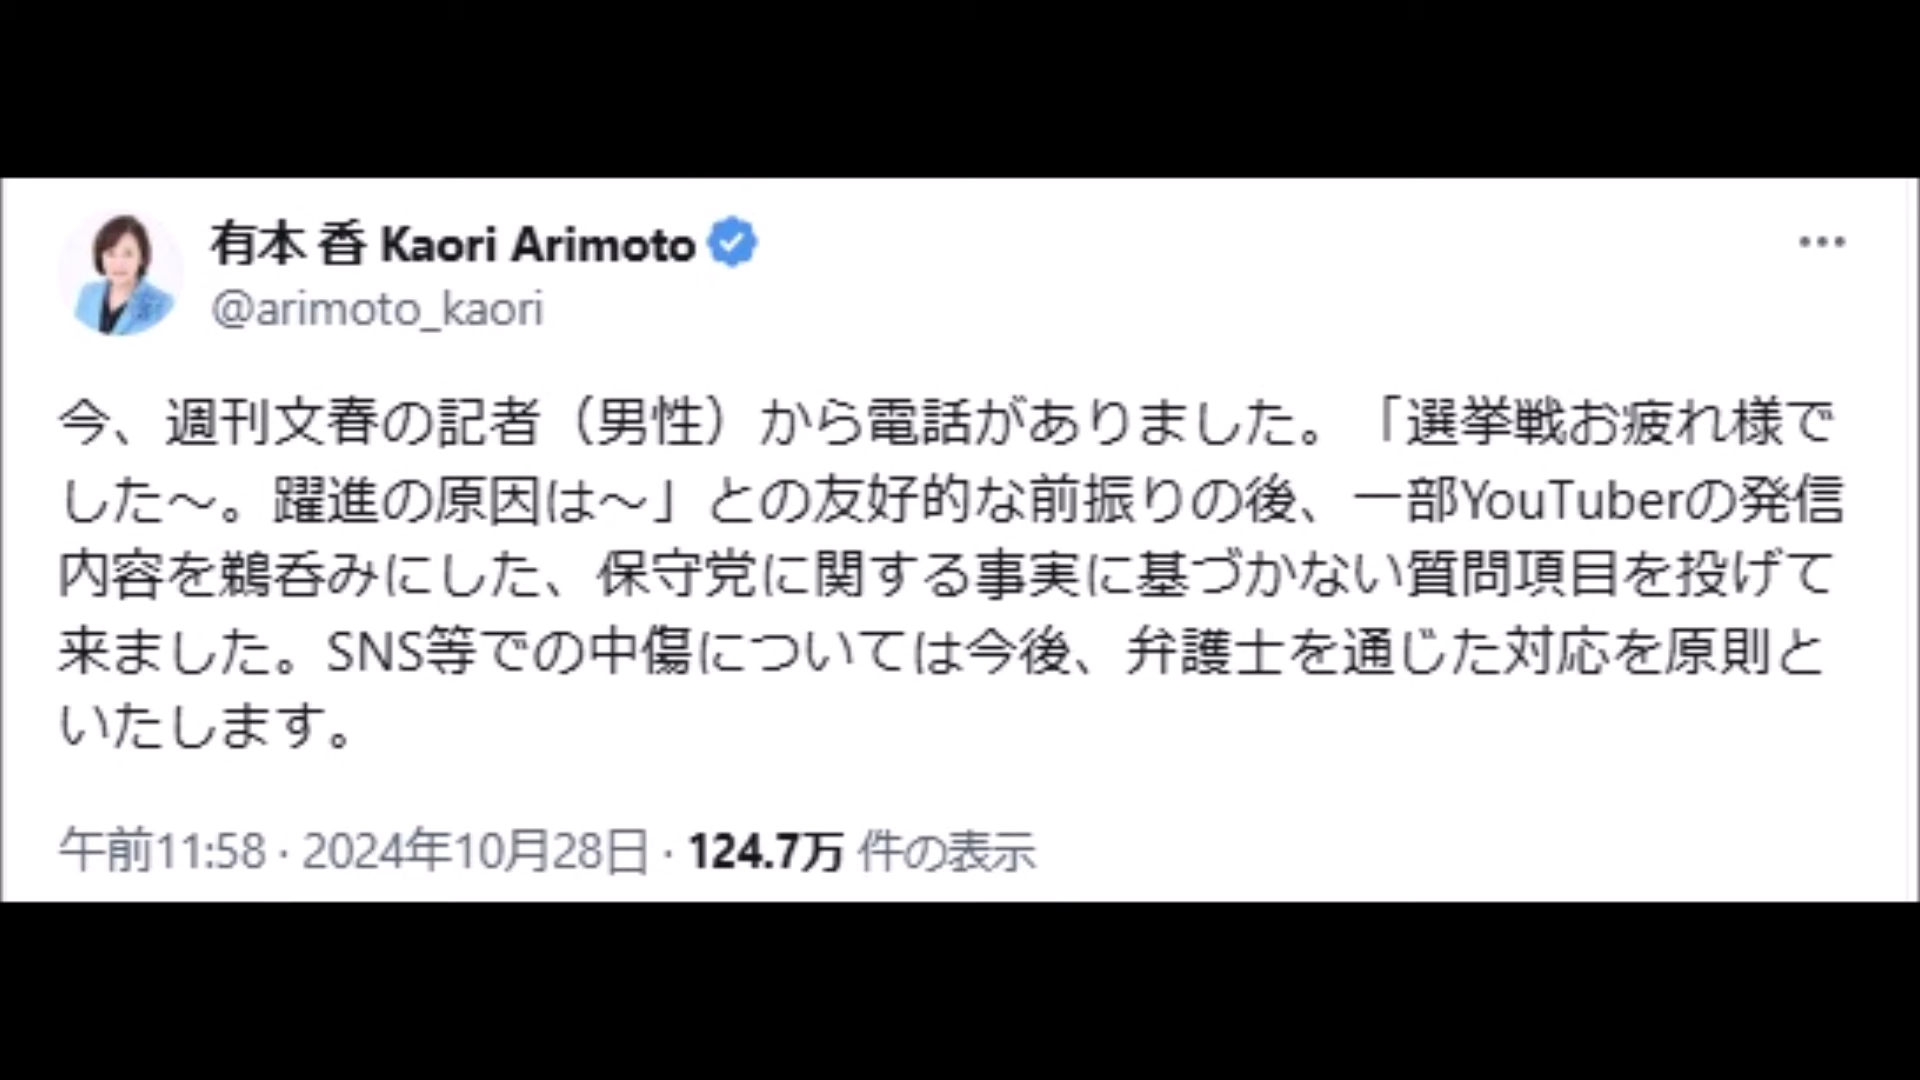 有本 香 Kaori Arimoto
@arimoto_kaori
今、週刊文春の記者（男性）から電話がありました。「選挙戦お疲れ様で
した〜。躍進の原因は〜」との友好的な前振りの後、一部YouTuberの発信
内容を鵜呑みにした、保守党に関する事実に基づかない質問項目を投げて
来ました。SNS等での中傷については今後、弁護士を通じた対応を原則と
いたします。
午前11:58 · 2024年10月28日 · 124.7万 件の表示